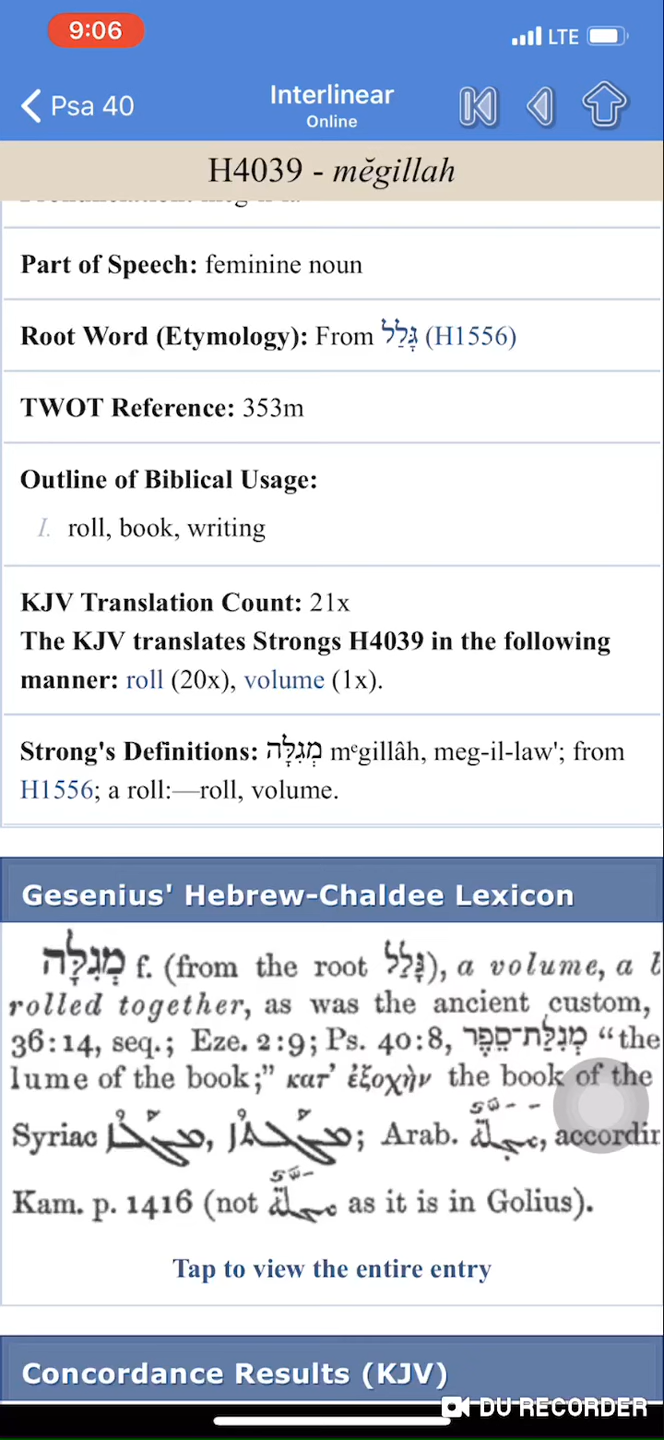 9:06
LTE
Psa 40
Interlinear
Online
H4039 - mĕgillah
Part of Speech: feminine noun
Root Word (Etymology): From גָּלַל (H1556)
TWOT Reference: 353m
Outline of Biblical Usage:
I. roll, book, writing
KJV Translation Count: 21x
The KJV translates Strongs H4039 in the following
manner: roll (20x), volume (1x).
Strong's Definitions: מְגִלָּה mᵉgillâh, meg-il-law'; from
H1556; a roll:—roll, volume.
Gesenius' Hebrew-Chaldee Lexicon
מְגִלָּה f. (from the root גָּלַל), a volume, a
rolled together, as was the ancient custom,
36:14, seq.; Eze. 2:9; Ps. 40:8, מְגִלַּת־סֵפֶר “the
lume of the book;” κατ’ ἐξοχὴν the book of the
Syriac ; Arab. , accordin
Kam. p. 1416 (not as it is in Golius).
Tap to view the entire entry
Concordance Results (KJV)
DU RECORDER